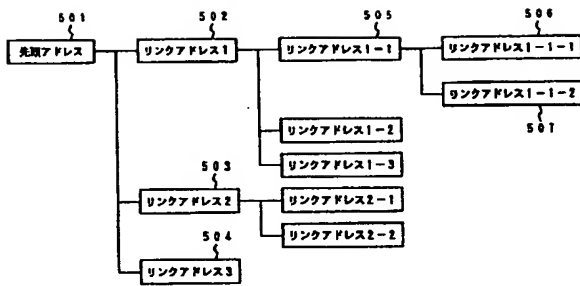 501
502
505
506
先頭アドレス
リンクアドレス1
リンクアドレス1-1
リンクアドレス1-1-1
リンクアドレス1-1-2
507
リンクアドレス1-2
リンクアドレス1-3
503
リンクアドレス2
リンクアドレス2-1
リンクアドレス2-2
504
リンクアドレス3